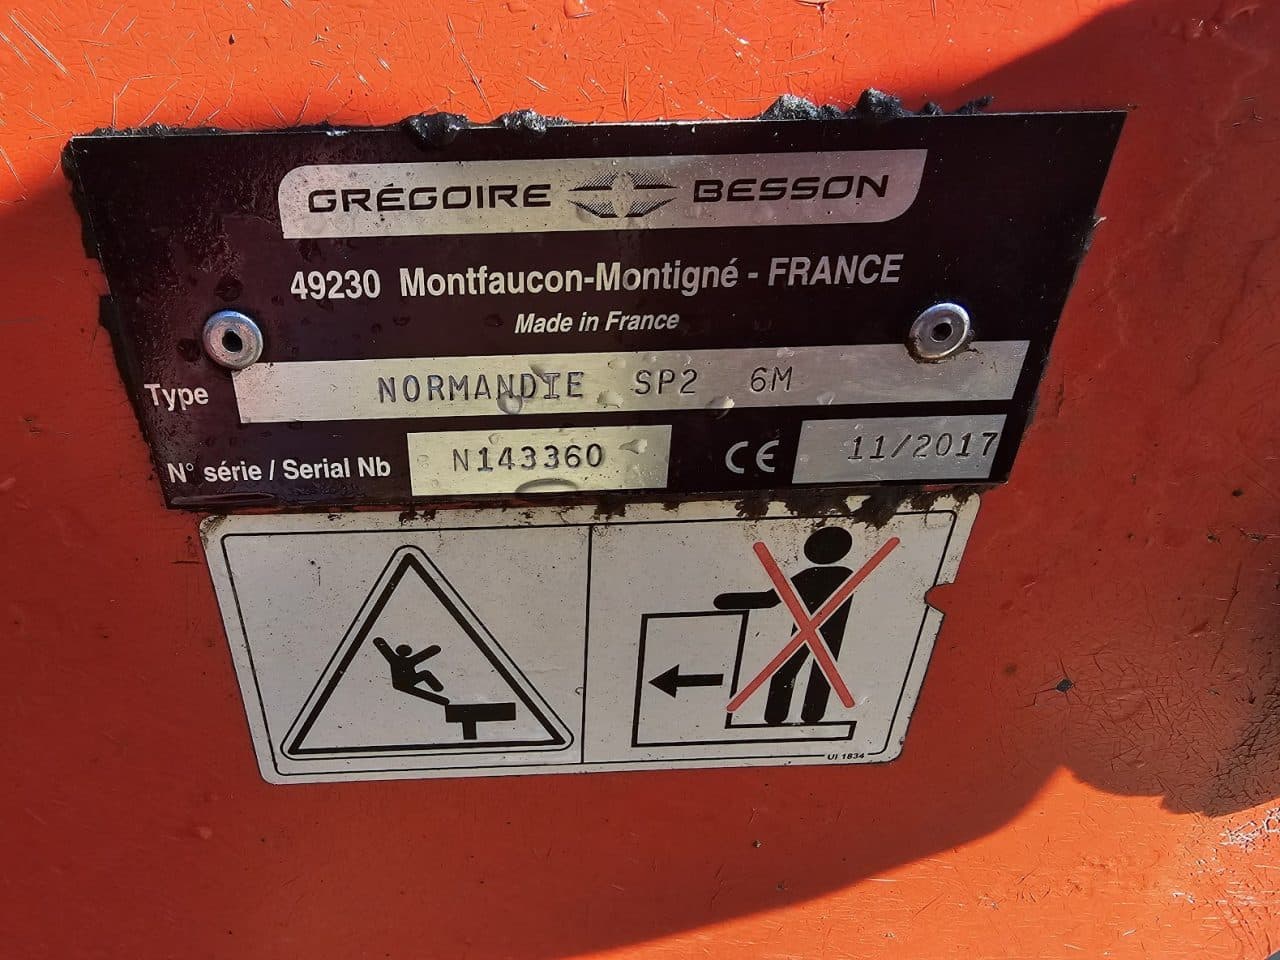 GRÉGOIRE BESSON
49230 Montfaucon-Montigné - FRANCE
Made in France
Type NORMANDIE SP2 6M
N° série / Serial Nb N143360 CE 11/2017
UI 1834